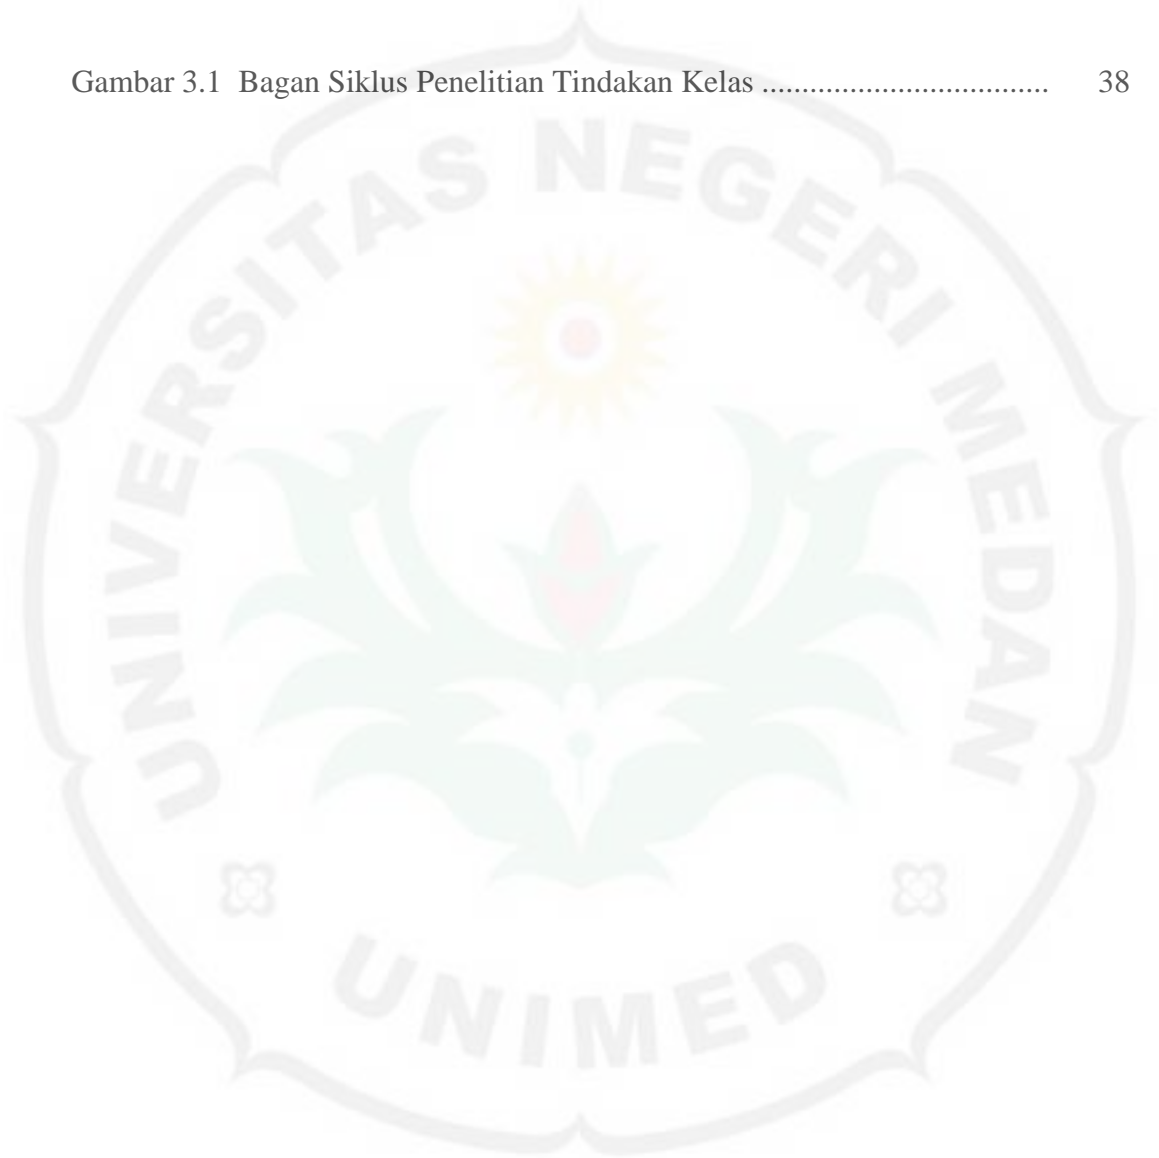 Gambar 3.1 Bagan Siklus Penelitian Tindakan Kelas .................................... 38
UNIVERSITAS NEGERI MEDAN
UNIMED